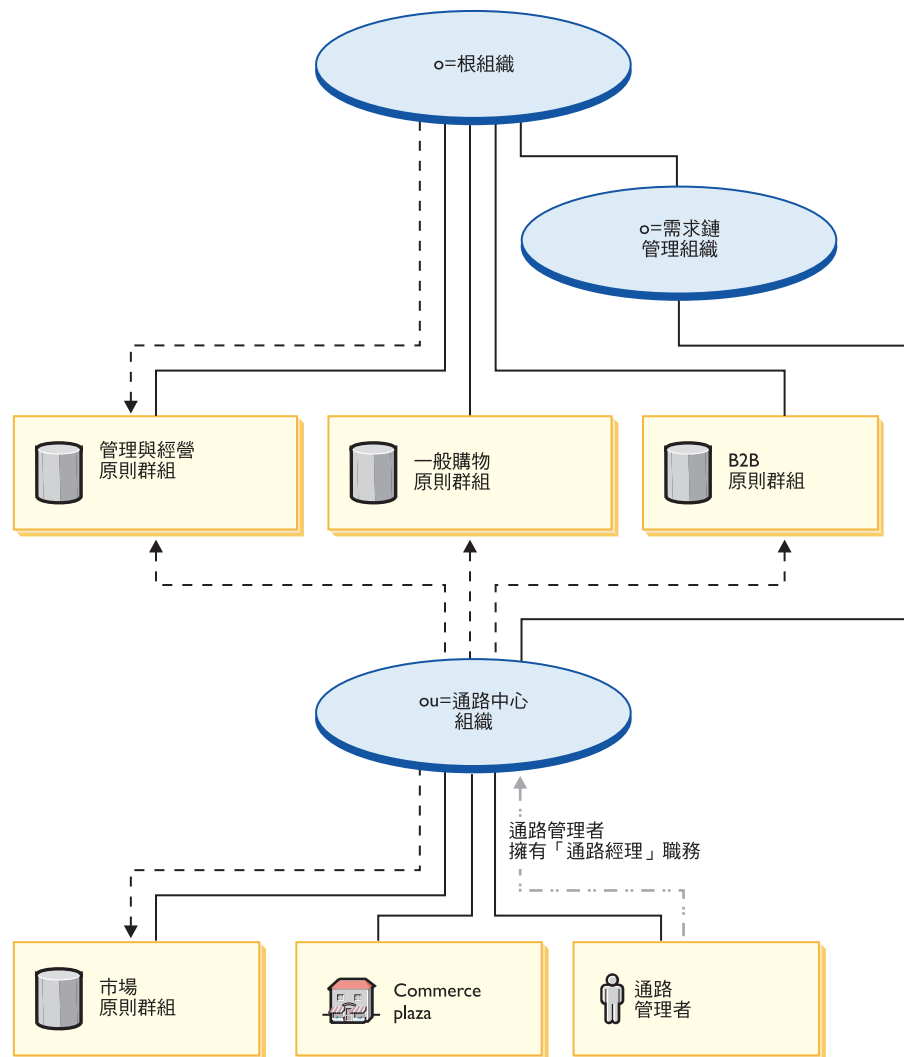 o=根組織
o=需求鏈
管理組織
管理與經營
原則群組
一般購物
原則群組
B2B
原則群組
ou=通路中心
組織
通路管理者
擁有「通路經理」職務
市場
原則群組
Commerce
plaza
通路
管理者